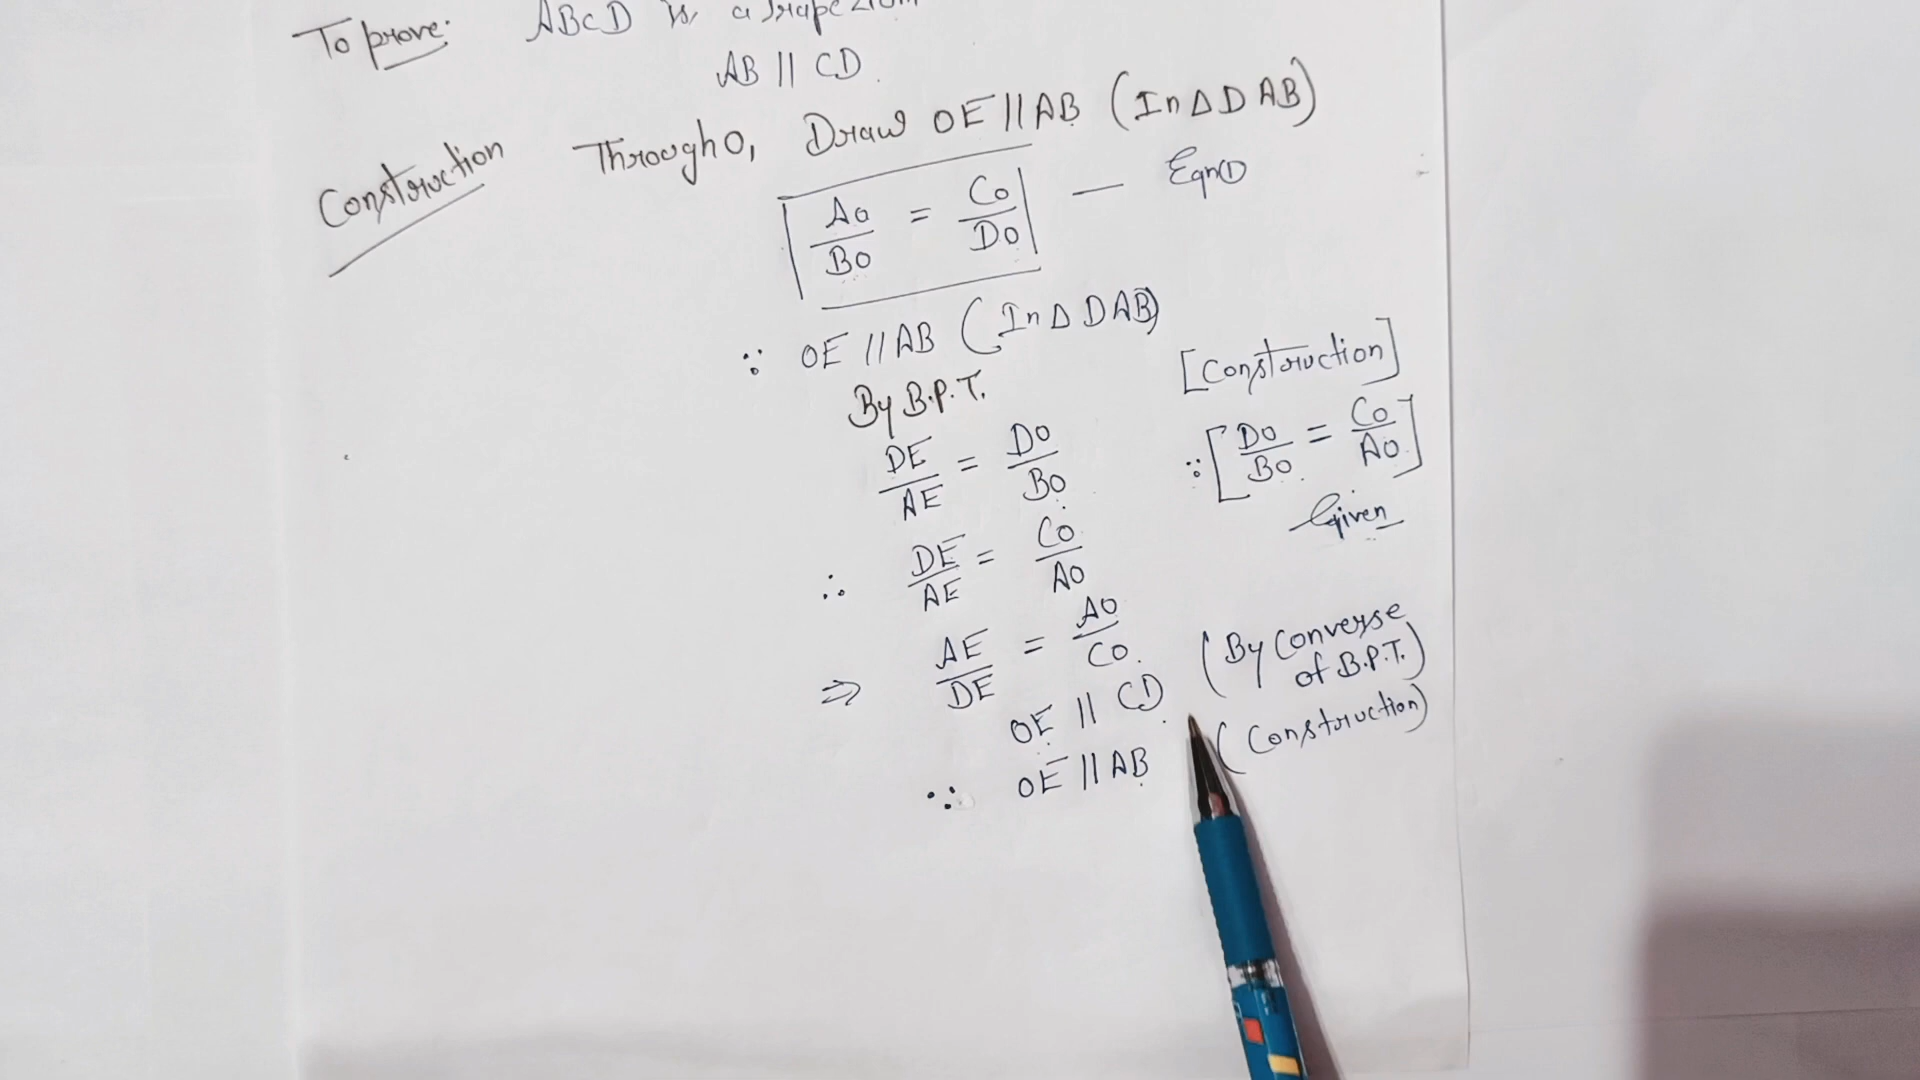 To prove: ABCD is a trapezium
AB || CD
Construction Through O, Draw OE || AB (In Δ DAB)
AO/BO = CO/DO — Eqn ①
∵ OE || AB (In Δ DAB)
[Construction]
By B.P.T.
DE/AE = DO/BO ∵ [DO/BO = CO/AO]
Given
∴ DE/AE = CO/AO
⇒ AE/DE = AO/CO
OE || CD (By Converse of B.P.T.)
∵ OE || AB (Construction)